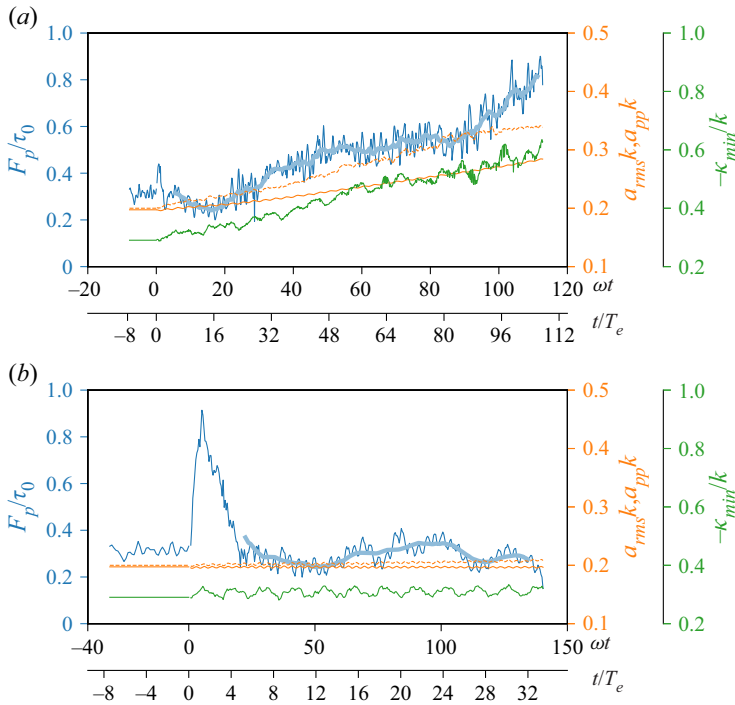 (a)
1.0 0.5 1.0
0.8 0.4 0.8
0.6 0.3 0.6
0.4 0.2 0.4
0.2
0 0.1 0.2
F_p/τ_0
a_rms k, a_pp k
–κ_min/k
–20 0 20 40 60 80 100 120 ωt
–8 0 16 32 48 64 80 96 112 t/T_e
(b)
1.0 0.5 1.0
0.8 0.4 0.8
0.6 0.3 0.6
0.4 0.2 0.4
0.2
0 0.1 0.2
F_p/τ_0
a_rms k, a_pp k
–κ_min/k
–40 0 50 100 150 ωt
–8 –4 0 4 8 12 16 20 24 28 32 t/T_e